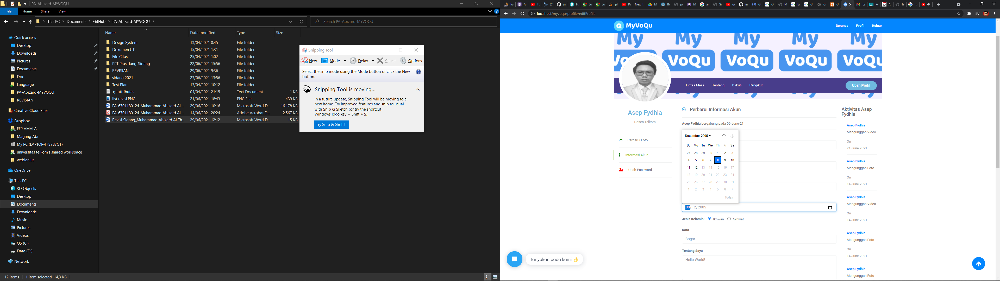 PA-Abizard-MYVOQU
File Home Share View
This PC Documents GitHub PA-Abizard-MYVOQU
Search PA-Abizard-MYVOQU
Quick access
Desktop
Downloads
Pictures
Documents
Doc
Language
PA-Abizard-MYVOQU
REVISIAN
Creative Cloud Files
Dropbox
FFP AMALA
Magang Abi
My PC (LAPTOP-FFS787GT)
universitas telkom's shared workspace
weblanjut
OneDrive
This PC
3D Objects
Desktop
Documents
Downloads
Music
Pictures
Videos
OS (C:)
Data (D:)
Network
Name Date modified Type Size
Design System 13/04/2021 0:45 File folder
Dokumen UT 15/04/2021 1:31 File folder
File Citasi 25/04/2021 1:02 File folder
PPT Prasidang-Sidang 22/06/2021 15:56 File folder
REVISIAN 29/06/2021 9:36 File folder
sidang 2021 23/06/2021 13:56 File folder
Test Plan 13/04/2021 10:12 File folder
.gitattributes 04/04/2021 21:15 Text Document 1 KB
list revisi.PNG 21/06/2021 18:43 PNG File 439 KB
PA-6701180124-Muhammad Abizard Al ... 29/06/2021 10:16 Microsoft Word D... 16.178 KB
PA-6701180124-Muhammad Abizard Al ... 14/06/2021 20:24 Adobe Acrobat D... 2.567 KB
Revisi Sidang_Muhammad Abizard Al Th... 29/06/2021 12:12 Microsoft Word D... 15 KB
12 items 1 item selected 14,3 KB
Snipping Tool
New Mode Delay Cancel Options
Select the snip mode using the Mode button or click the New
button.
Snipping Tool is moving...
In a future update, Snipping Tool will be moving to a
new home. Try improved features and snip as usual
with Snip & Sketch (or try the shortcut
Windows logo key + Shift + S).
Try Snip & Sketch
localhost/myvoqu/profile/editProfile
MyVoQu
Beranda Profil Keluar
My My My My
VoQu VoQu VoQu VoQu
Lintas Masa Tentang Diikuti Pengikut
Ubah Profil
Asep Fydhia
Dosen Telkom
Perbarui Foto
Informasi Akun
Ubah Password
Perbarui Informasi Akun
Asep Fydhia bergabung pada 06-June-21
December 2005
Su Mo Tu We Th Fr Sa
27 28 29 30 1 2 3
4 5 6 7 8 9 10
11 12 13 14 15 16 17
18 19 20 21 22 23 24
25 26 27 28 29 30 31
1 2 3 4 5 6 7
Today
08/12/2005
Jenis Kelamin: Ikhwan Akhwat
Kota
Bogor
Tentang Saya
Hello World!
Aktivitas Asep
Fydhia
Asep Fydhia
Mengunggah Video
On
21 June 2021
Asep Fydhia
Mengunggah Foto
On
14 June 2021
Asep Fydhia
Mengunggah Video
On
14 June 2021
Asep Fydhia
Mengunggah Foto
On
14 June 2021
Asep Fydhia
Mengunggah Foto
Tanyakan pada kami 👌